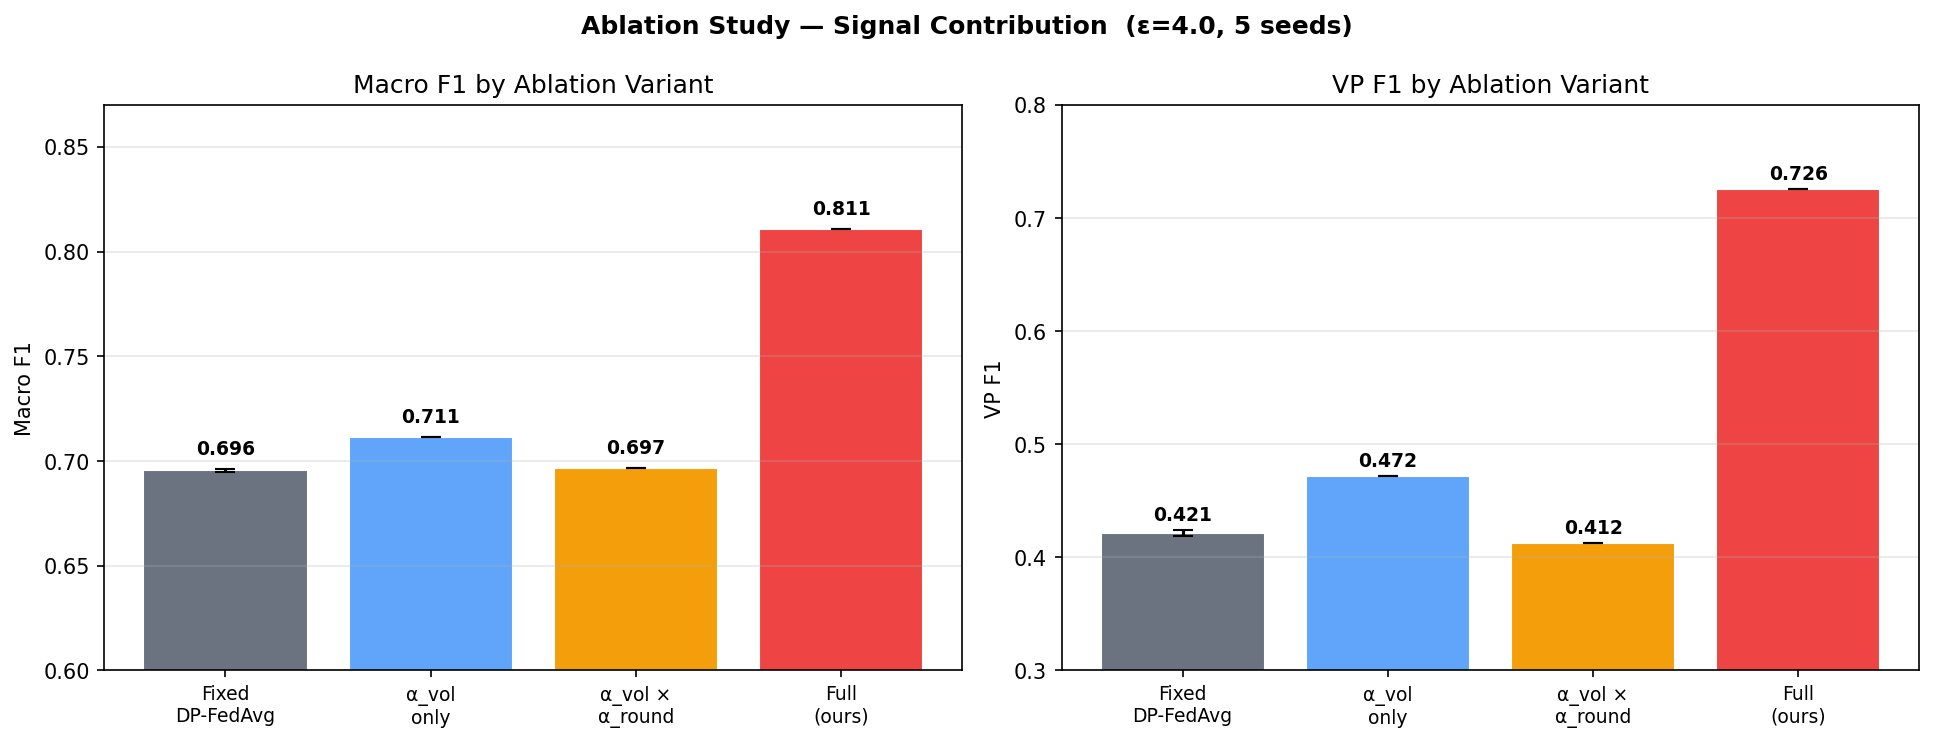 Ablation Study — Signal Contribution  (ε=4.0, 5 seeds)
Macro F1 by Ablation Variant
Macro F1
0.85
0.80
0.75
0.70
0.65
0.60
0.696
0.711
0.697
0.811
Fixed
DP-FedAvg
α_vol
only
α_vol ×
α_round
Full
(ours)
VP F1 by Ablation Variant
VP F1
0.8
0.7
0.6
0.5
0.4
0.3
0.421
0.472
0.412
0.726
Fixed
DP-FedAvg
α_vol
only
α_vol ×
α_round
Full
(ours)